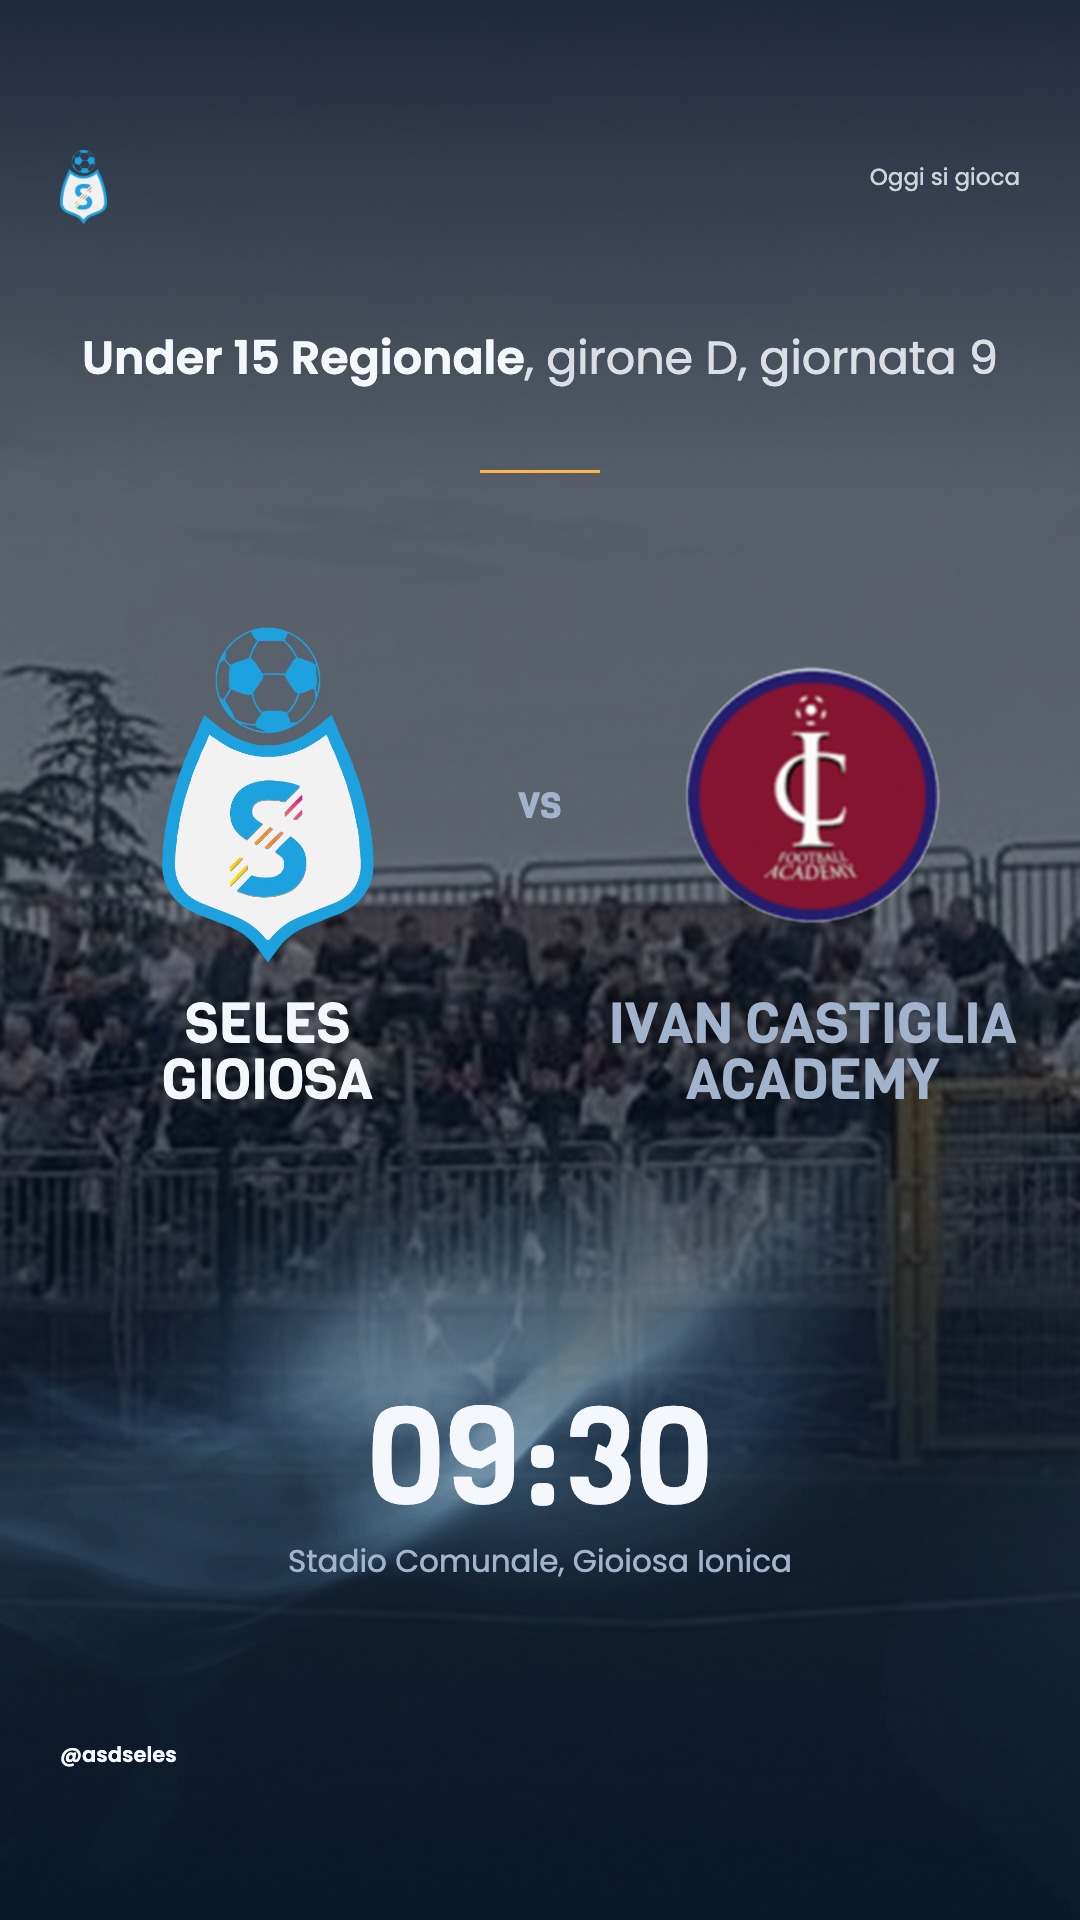 Oggi si gioca
Under 15 Regionale, girone D, giornata 9
S
S
VS
IC
FOOTBALL
ACADEMY
SELES
GIOIOSA
IVAN CASTIGLIA
ACADEMY
09:30
Stadio Comunale, Gioiosa Ionica
@asdseles